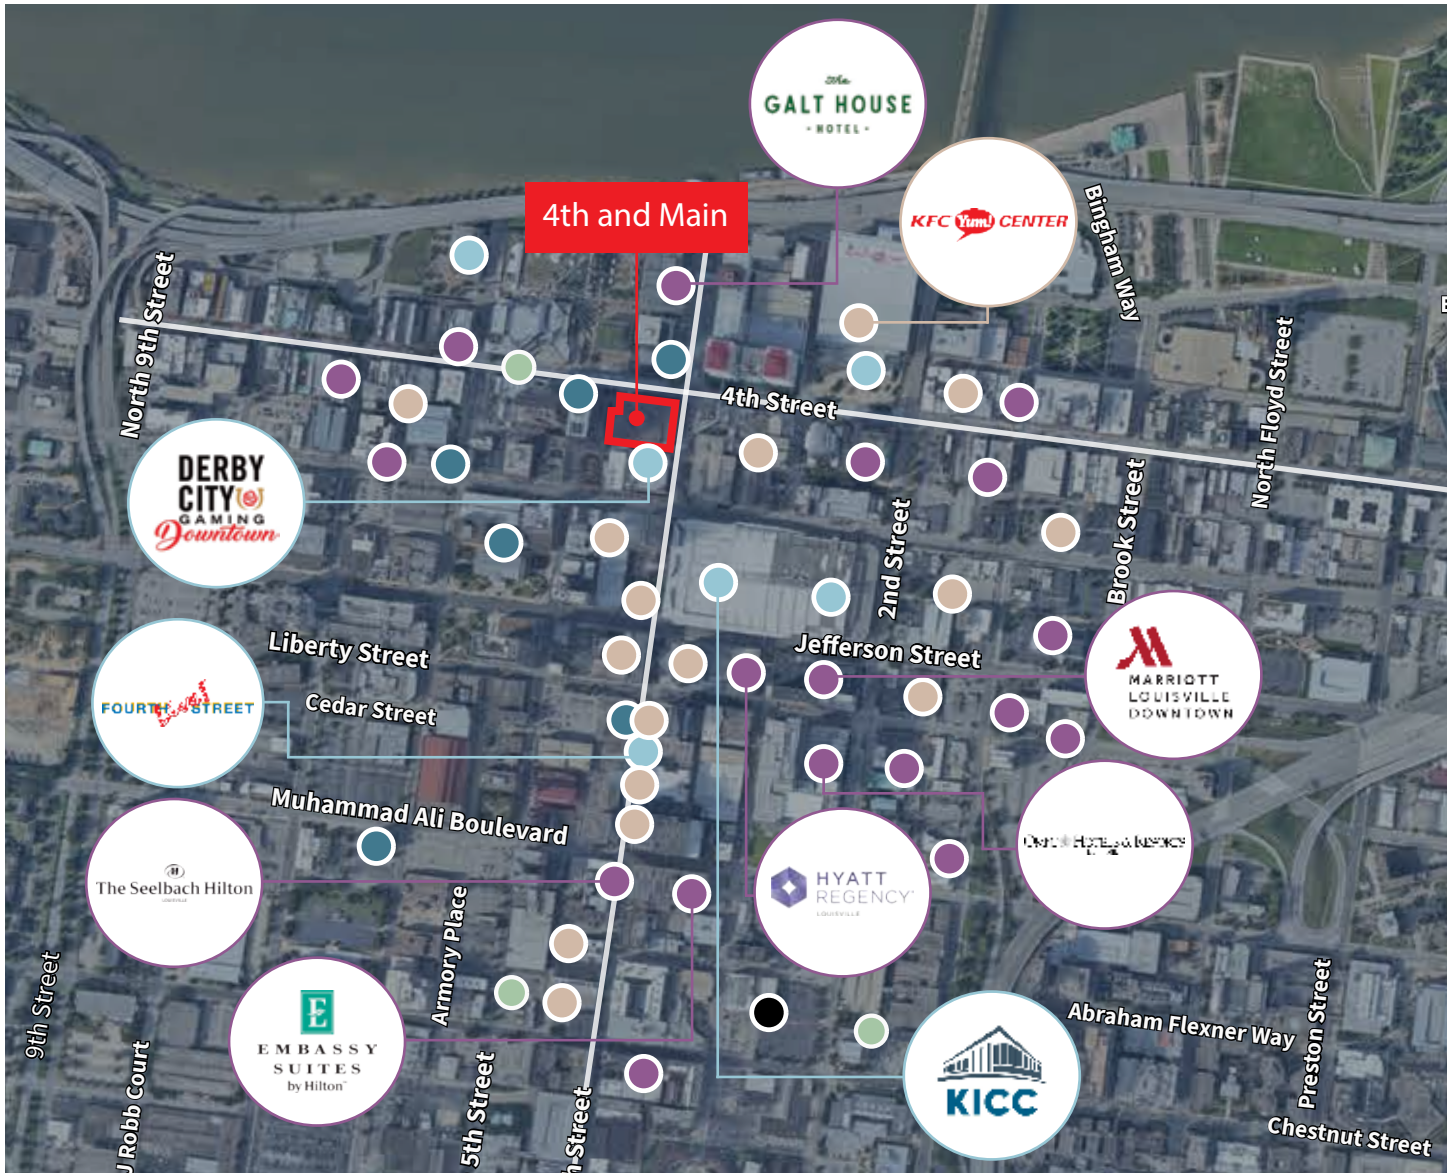 The
GALT HOUSE
- HOTEL -
4th and Main
KFC Yum! CENTER
Bingham Way
North 9th Street
4th Street
North Floyd Street
DERBY
CITY
GAMING
Downtown
2nd Street
Brook Street
Liberty Street
Jefferson Street
FOURTH STREET
Cedar Street
MARRIOTT
LOUISVILLE
DOWNTOWN
Muhammad Ali Boulevard
The Seelbach Hilton
HYATT
REGENCY
LOUISVILLE
Armory Place
9th Street
EMBASSY
SUITES
by Hilton
Abraham Flexner Way
Preston Street
KICC
J Robb Court
5th Street
h Street
Chestnut Street